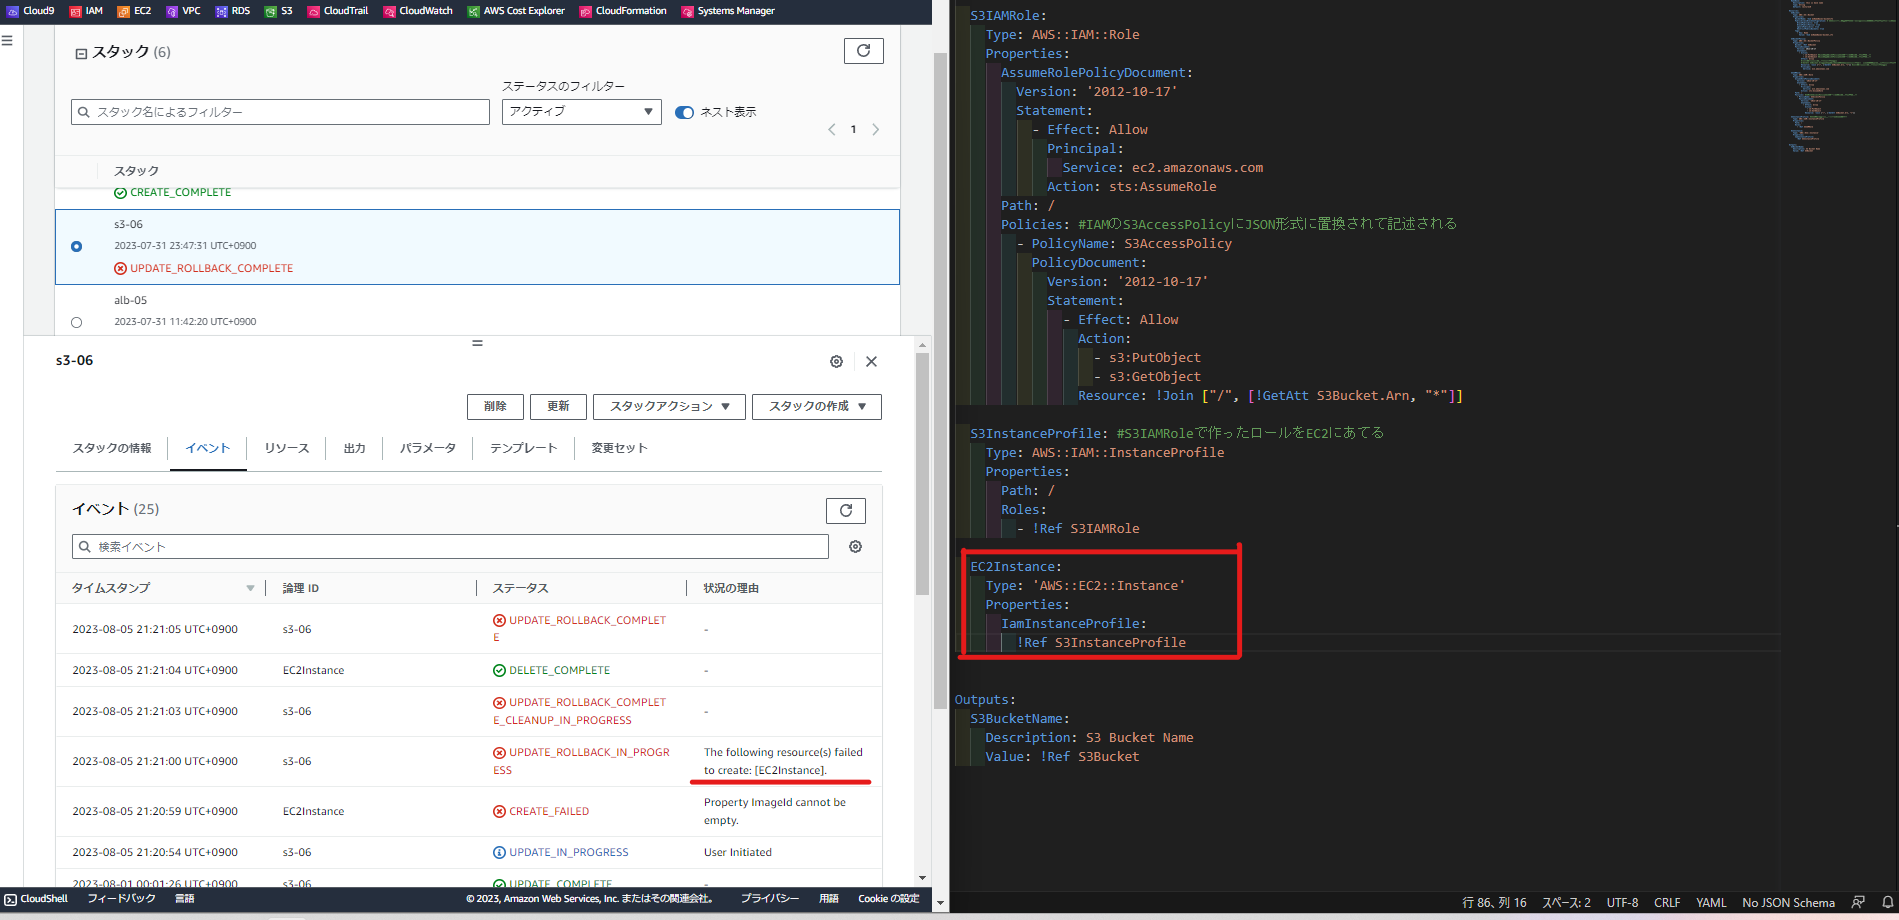 Cloud9 IAM EC2 VPC RDS S3 CloudTrail CloudWatch AWS Cost Explorer CloudFormation Systems Manager
スタック (6)
ステータスのフィルター
スタック名によるフィルター
アクティブ
ネスト表示
1
スタック
CREATE_COMPLETE
s3-06
2023-07-31 23:47:31 UTC+0900
UPDATE_ROLLBACK_COMPLETE
alb-05
2023-07-31 11:42:20 UTC+0900
s3-06
削除 更新 スタックアクション スタックの作成
スタックの情報 イベント リソース 出力 パラメータ テンプレート 変更セット
イベント (25)
検索イベント
タイムスタンプ 論理 ID ステータス 状況の理由
2023-08-05 21:21:05 UTC+0900 s3-06 UPDATE_ROLLBACK_COMPLET
E -
2023-08-05 21:21:04 UTC+0900 EC2Instance DELETE_COMPLETE -
2023-08-05 21:21:03 UTC+0900 s3-06 UPDATE_ROLLBACK_COMPLET
E_CLEANUP_IN_PROGRESS -
2023-08-05 21:21:00 UTC+0900 s3-06 UPDATE_ROLLBACK_IN_PROGR
ESS
The following resource(s) failed
to create: [EC2Instance].
2023-08-05 21:20:59 UTC+0900 EC2Instance CREATE_FAILED
Property ImageId cannot be
empty.
2023-08-05 21:20:54 UTC+0900 s3-06 UPDATE_IN_PROGRESS User Initiated
2023-08-01 00:01:26 UTC+0900 s3-06 UPDATE_COMPLETE -
CloudShell フィードバック 言語 © 2023, Amazon Web Services, Inc. またはその関連会社。 プライバシー 用語 Cookie の設定
S3IAMRole:
Type: AWS::IAM::Role
Properties:
AssumeRolePolicyDocument:
Version: '2012-10-17'
Statement:
- Effect: Allow
Principal:
Service: ec2.amazonaws.com
Action: sts:AssumeRole
Path: /
Policies: #IAMのS3AccessPolicyにJSON形式に置換されて記述される
- PolicyName: S3AccessPolicy
PolicyDocument:
Version: '2012-10-17'
Statement:
- Effect: Allow
Action:
- s3:PutObject
- s3:GetObject
Resource: !Join ["/", [!GetAtt S3Bucket.Arn, "*"]]
S3InstanceProfile: #S3IAMRoleで作ったロールをEC2にあてる
Type: AWS::IAM::InstanceProfile
Properties:
Path: /
Roles:
- !Ref S3IAMRole
EC2Instance:
Type: 'AWS::EC2::Instance'
Properties:
IamInstanceProfile:
!Ref S3InstanceProfile
Outputs:
S3BucketName:
Description: S3 Bucket Name
Value: !Ref S3Bucket
行 86、列 16 スペース: 2 UTF-8 CRLF YAML No JSON Schema